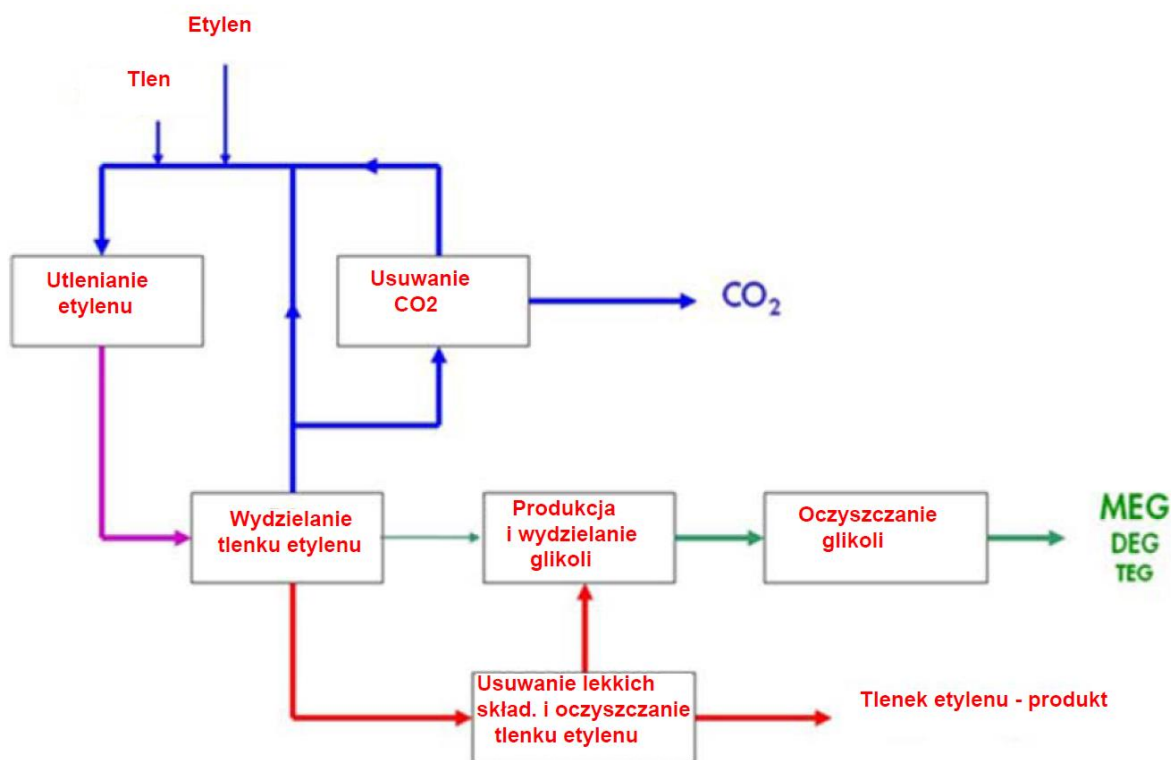 Etylen
Tlen
Utlenianie
etylenu
Usuwanie
CO2
CO₂
Wydzielanie
tlenku etylenu
Produkcja
i wydzielanie
glikoli
Oczyszczanie
glikoli
MEG
DEG
TEG
Usuwanie lekkich
skład. i oczyszczanie
tlenku etylenu
Tlenek etylenu - produkt